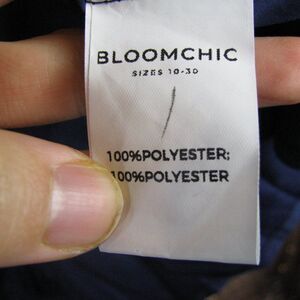 BLOOMCHIC
SIZES 10-30
100%POLYESTER;
100%POLYESTER